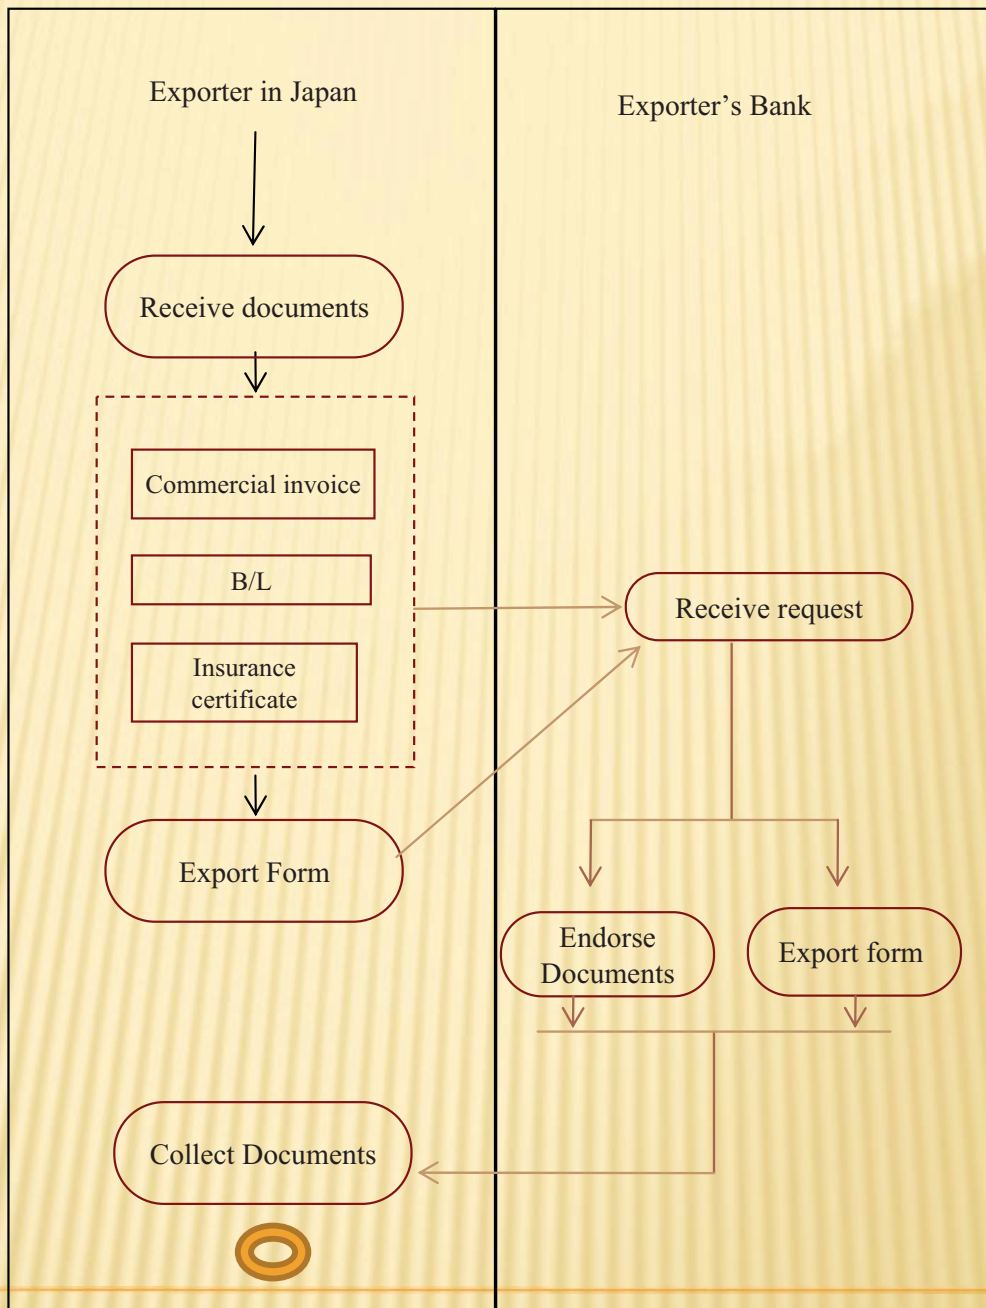 Exporter in Japan
Exporter’s Bank
Receive documents
Commercial invoice
B/L
Insurance
certificate
Receive request
Export Form
Endorse
Documents
Export form
Collect Documents